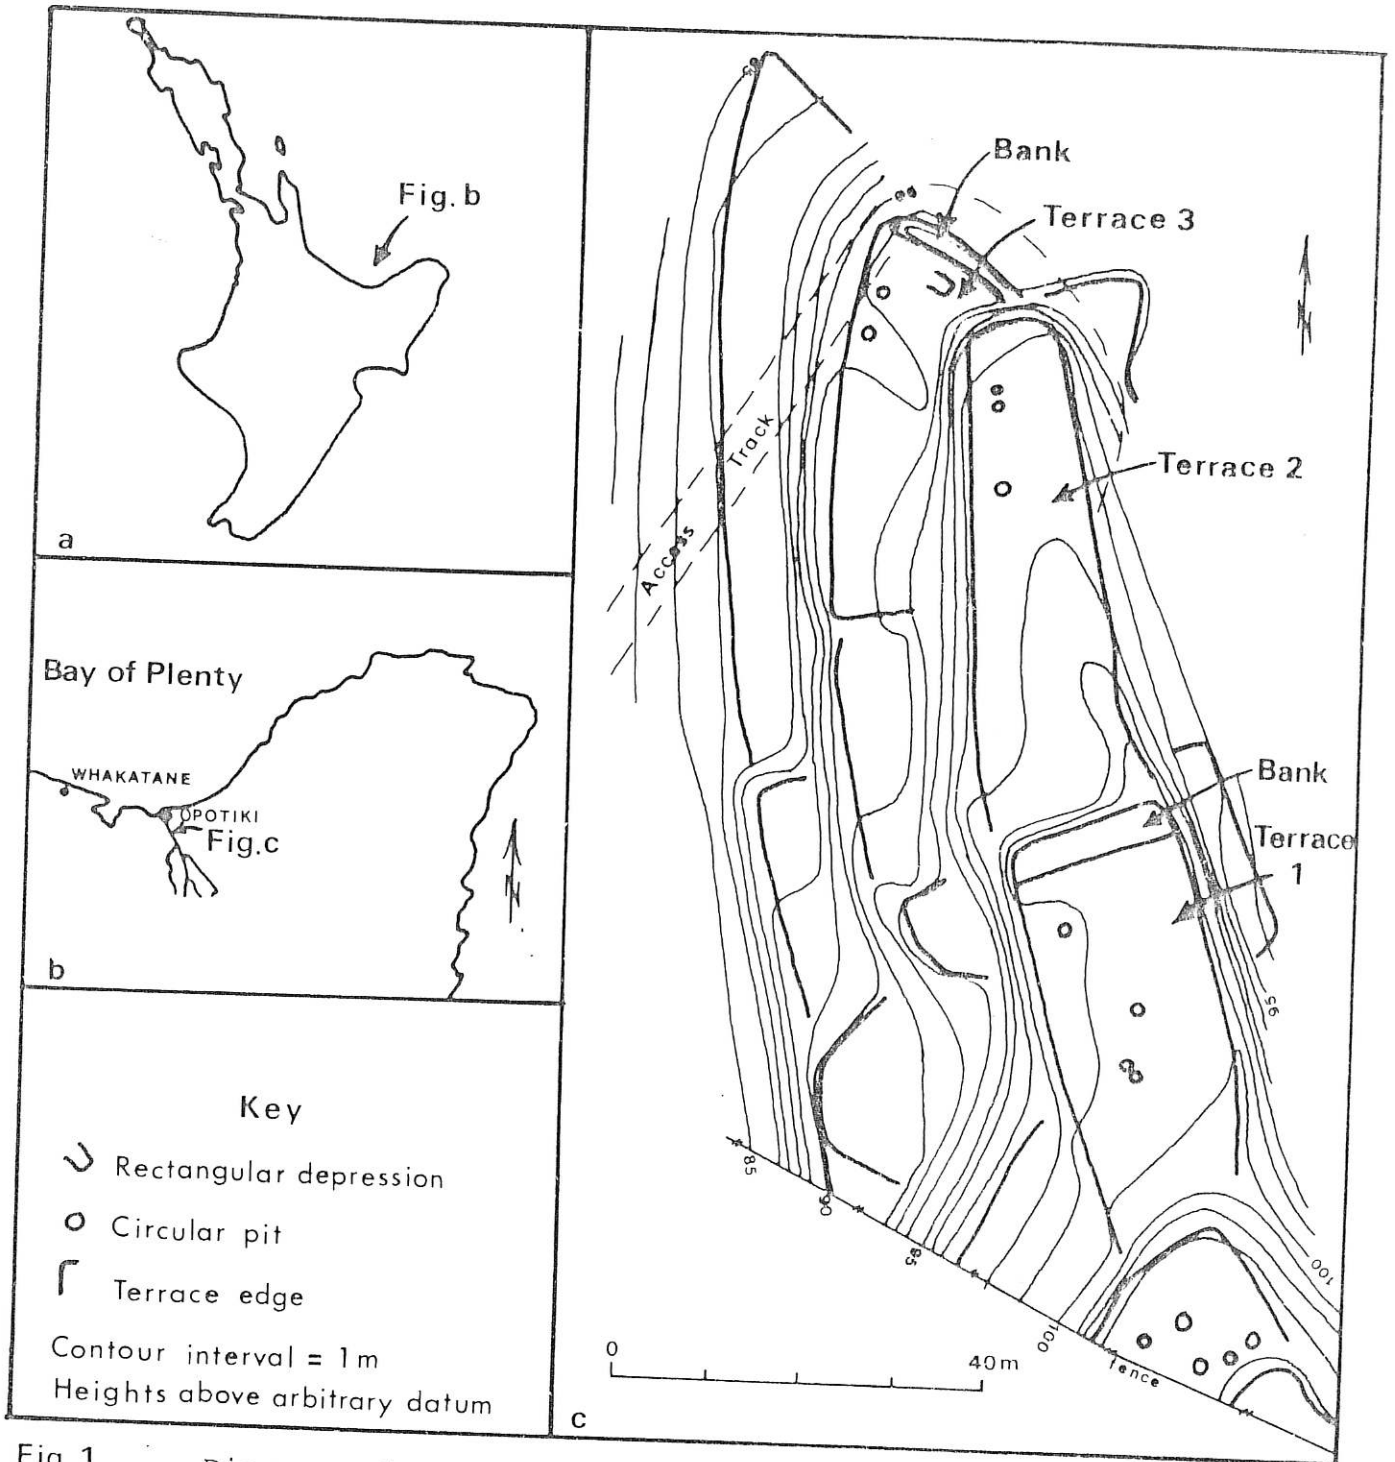 Fig. b
a
Bay of Plenty
WHAKATANE
OPOTIKI
Fig.c
b
Key
Rectangular depression
Circular pit
Terrace edge
Contour interval = 1m
Heights above arbitrary datum
Bank
Terrace 3
Track
Access
Terrace 2
Bank
Terrace
1
95
85
90
95
100
100
fence
0
40m
c
Fig 1